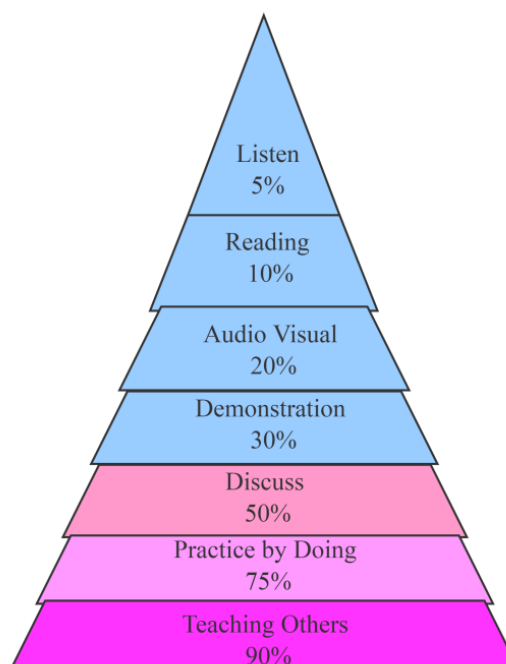 Listen
5%
Reading
10%
Audio Visual
20%
Demonstration
30%
Discuss
50%
Practice by Doing
75%
Teaching Others
90%